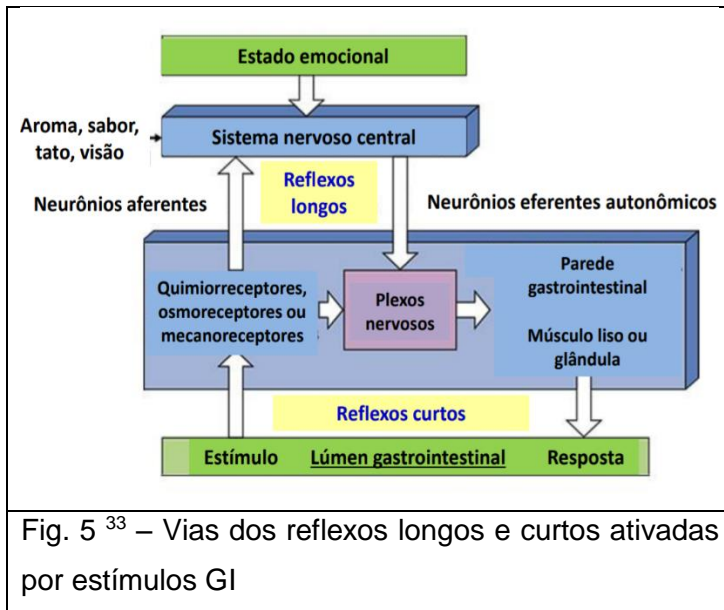 Estado emocional
Aroma, sabor,
tato, visão
Sistema nervoso central
Reflexos
longos
Neurônios aferentes
Neurônios eferentes autonômicos
Quimiorreceptores,
osmoreceptores ou
mecanoreceptores
Plexos
nervosos
Parede
gastrointestinal
Músculo liso ou
glândula
Reflexos curtos
Estímulo Lúmen gastrointestinal Resposta
Fig. 5 33 – Vias dos reflexos longos e curtos ativadas
por estímulos GI